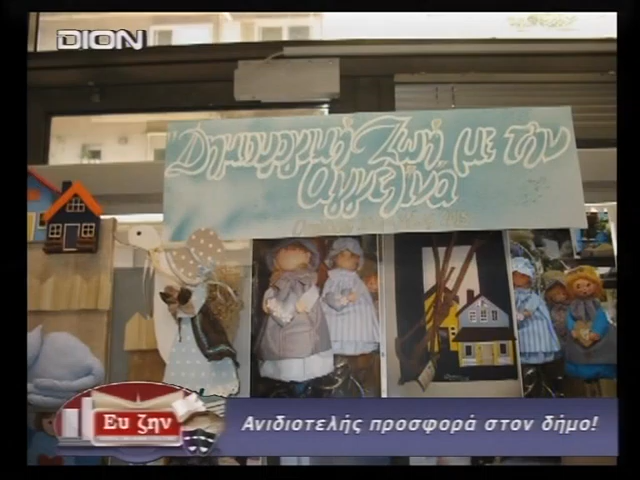 DION
Δημιουργική Ζωή με την
Αγγελίνα
Ευ ζην
Ανιδιοτελής προσφορά στον δήμο!